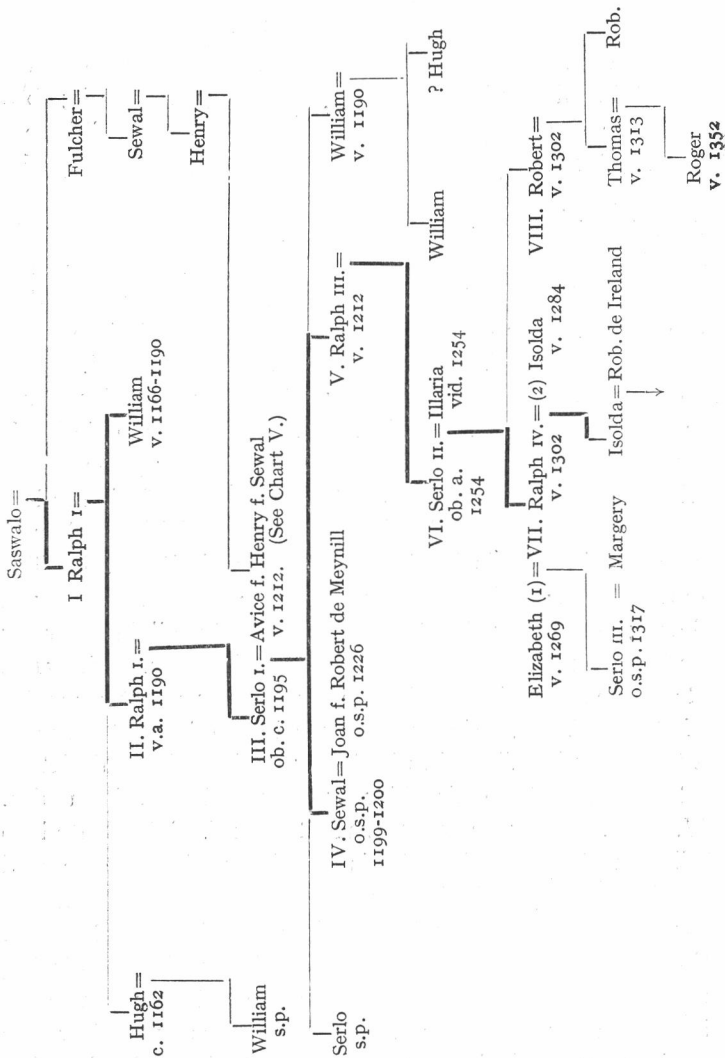 Saswalo=
I Ralph I=
Fulcher=
Sewal=
Henry=
Hugh=
c. 1162
II. Ralph I.=
v.a. 1190
William
v. 1166-1190
William
s.p.
III. Serlo I.=Avice f. Henry f. Sewal
ob. c. 1195
v. 1212. (See Chart V.)
Serlo
s.p.
IV. Sewal=Joan f. Robert de Meynill
o.s.p.
1199-1200
o.s.p. 1226
V. Ralph III.=
v. 1212
William=
v. 1190
VI. Serlo II.=Illaria
ob. a.
1254
vid. 1254
William
? Hugh
Elizabeth (1)=VII. Ralph IV.=(2) Isolda
v. 1269
v. 1302
v. 1284
VIII. Robert=
v. 1302
Serlo III. = Margery
o.s.p. 1317
Isolda=Rob. de Ireland
Thomas=
v. 1313
Rob.
Roger
v. 1352